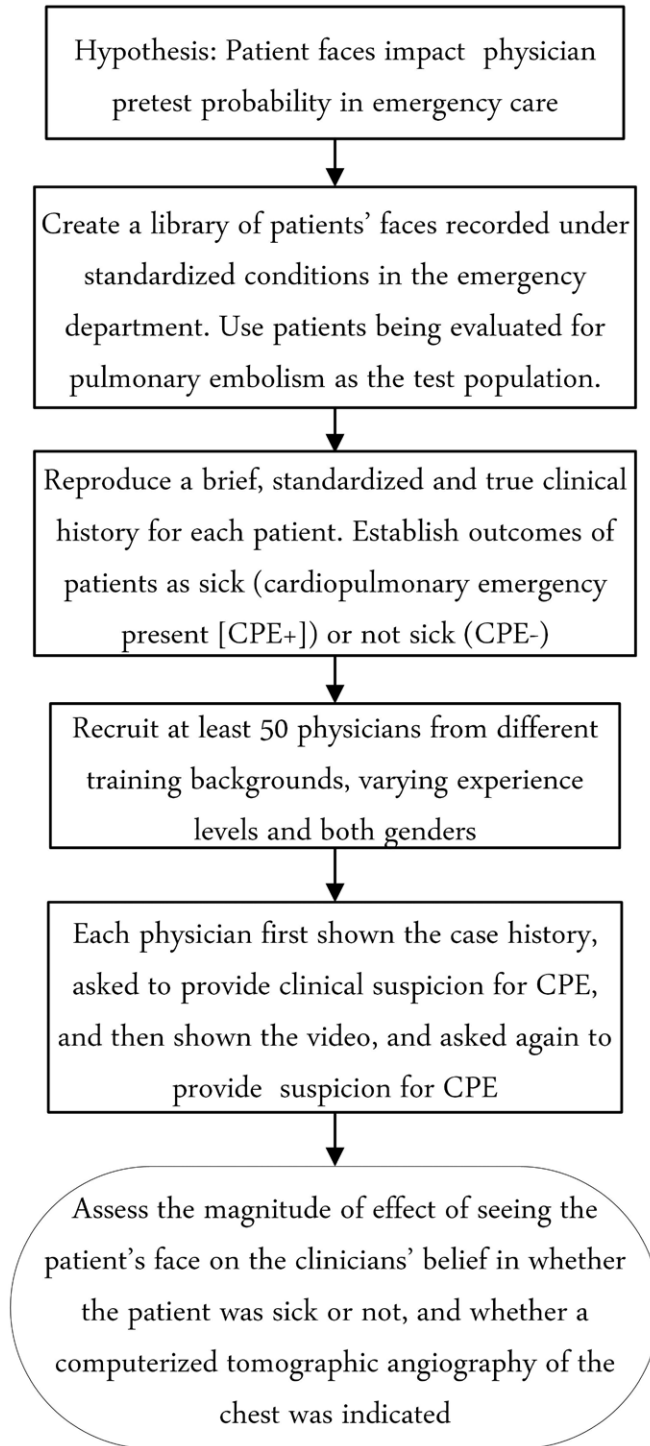 Hypothesis: Patient faces impact physician
pretest probability in emergency care
Create a library of patients’ faces recorded under
standardized conditions in the emergency
department. Use patients being evaluated for
pulmonary embolism as the test population.
Reproduce a brief, standardized and true clinical
history for each patient. Establish outcomes of
patients as sick (cardiopulmonary emergency
present [CPE+]) or not sick (CPE-)
Recruit at least 50 physicians from different
training backgrounds, varying experience
levels and both genders
Each physician first shown the case history,
asked to provide clinical suspicion for CPE,
and then shown the video, and asked again to
provide suspicion for CPE
Assess the magnitude of effect of seeing the
patient’s face on the clinicians’ belief in whether
the patient was sick or not, and whether a
computerized tomographic angiography of the
chest was indicated